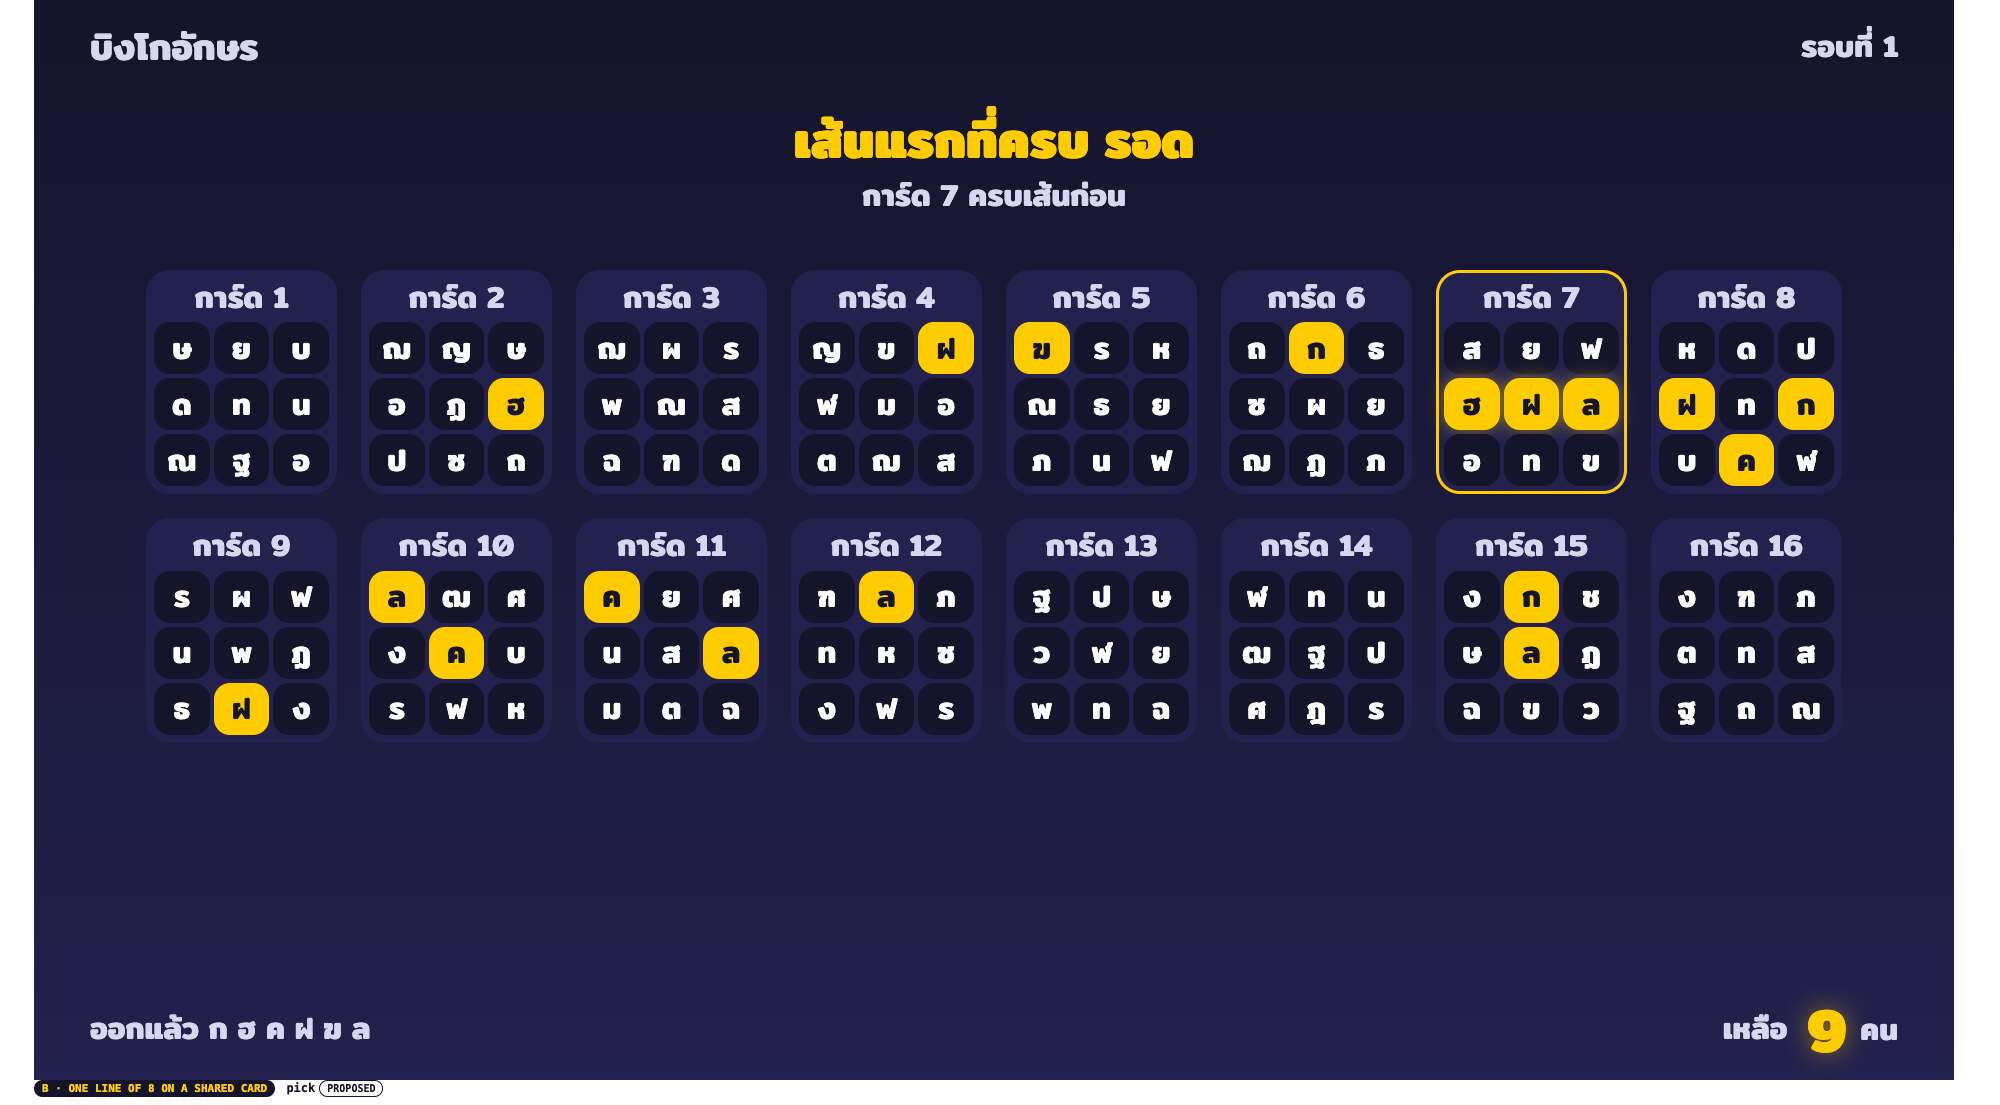 บิงโกอักษร
รอบที่ 1
เส้นแรกที่ครบ รอด
การ์ด 7 ครบเส้นก่อน
การ์ด 1 การ์ด 2 การ์ด 3 การ์ด 4 การ์ด 5 การ์ด 6 การ์ด 7 การ์ด 8
ษ ย บ ฌ ญ ษ ฌ ผ ร ญ ข ฝ ฆ ร ห ถ ก ธ ส ย ฟ ห ด ป
ด ท น อ ฎ ฮ พ ณ ส ฬ ม อ ณ ธ ย ซ ผ ย ฮ ฝ ล ฝ ท ก
ณ ฐ อ ป ซ ถ ฉ ฑ ด ต ฌ ส ภ น ฟ ฌ ฎ ภ อ ท ข บ ค ฬ
การ์ด 9 การ์ด 10 การ์ด 11 การ์ด 12 การ์ด 13 การ์ด 14 การ์ด 15 การ์ด 16
ร ผ ฟ ล ฒ ศ ค ย ศ ฑ ล ภ ฐ ป ษ ฬ ท น ง ก ช ง ฑ ภ
น พ ฎ ง ค บ น ส ล ท ห ซ ว ฬ ย ฒ ฐ ป ษ ล ฎ ต ท ส
ธ ฝ ง ร ฟ ห ม ต ฉ ง ฟ ร พ ท ฉ ศ ฎ ร ฉ ข ว ฐ ถ ณ
ออกแล้ว ก ฮ ค ฝ ฆ ล
เหลือ 9 คน
B · ONE LINE OF 8 ON A SHARED CARD pick PROPOSED